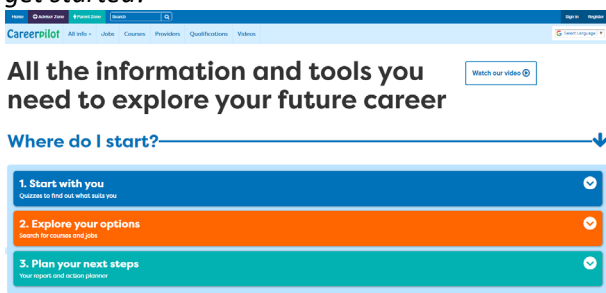 get started?
Home Adviser Zone Parent Zone Search Sign in Register
Careerpilot All info Jobs Courses Providers Qualifications Videos Select Language
All the information and tools you
need to explore your future career
Watch our video
Where do I start?
1. Start with you
Quizzes to find out what suits you
2. Explore your options
Search for courses and jobs
3. Plan your next steps
Your report and action planner